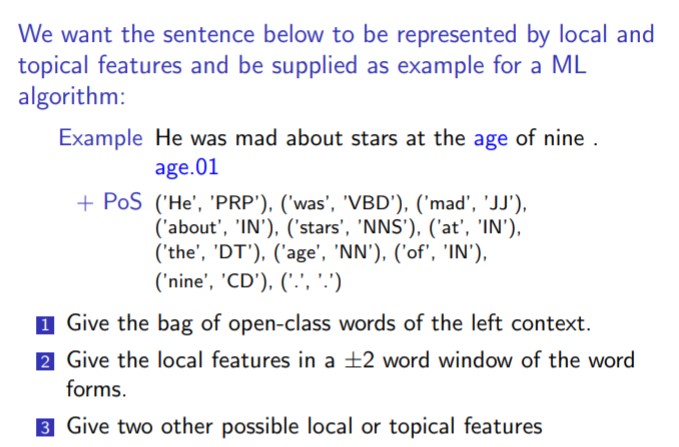 We want the sentence below to be represented by local and
topical features and be supplied as example for a ML
algorithm:
Example He was mad about stars at the age of nine .
age.01
+ PoS ('He', 'PRP'), ('was', 'VBD'), ('mad', 'JJ'),
('about', 'IN'), ('stars', 'NNS'), ('at', 'IN'),
('the', 'DT'), ('age', 'NN'), ('of', 'IN'),
('nine', 'CD'), ('.', '.')
1 Give the bag of open-class words of the left context.
2 Give the local features in a ±2 word window of the word
forms.
3 Give two other possible local or topical features